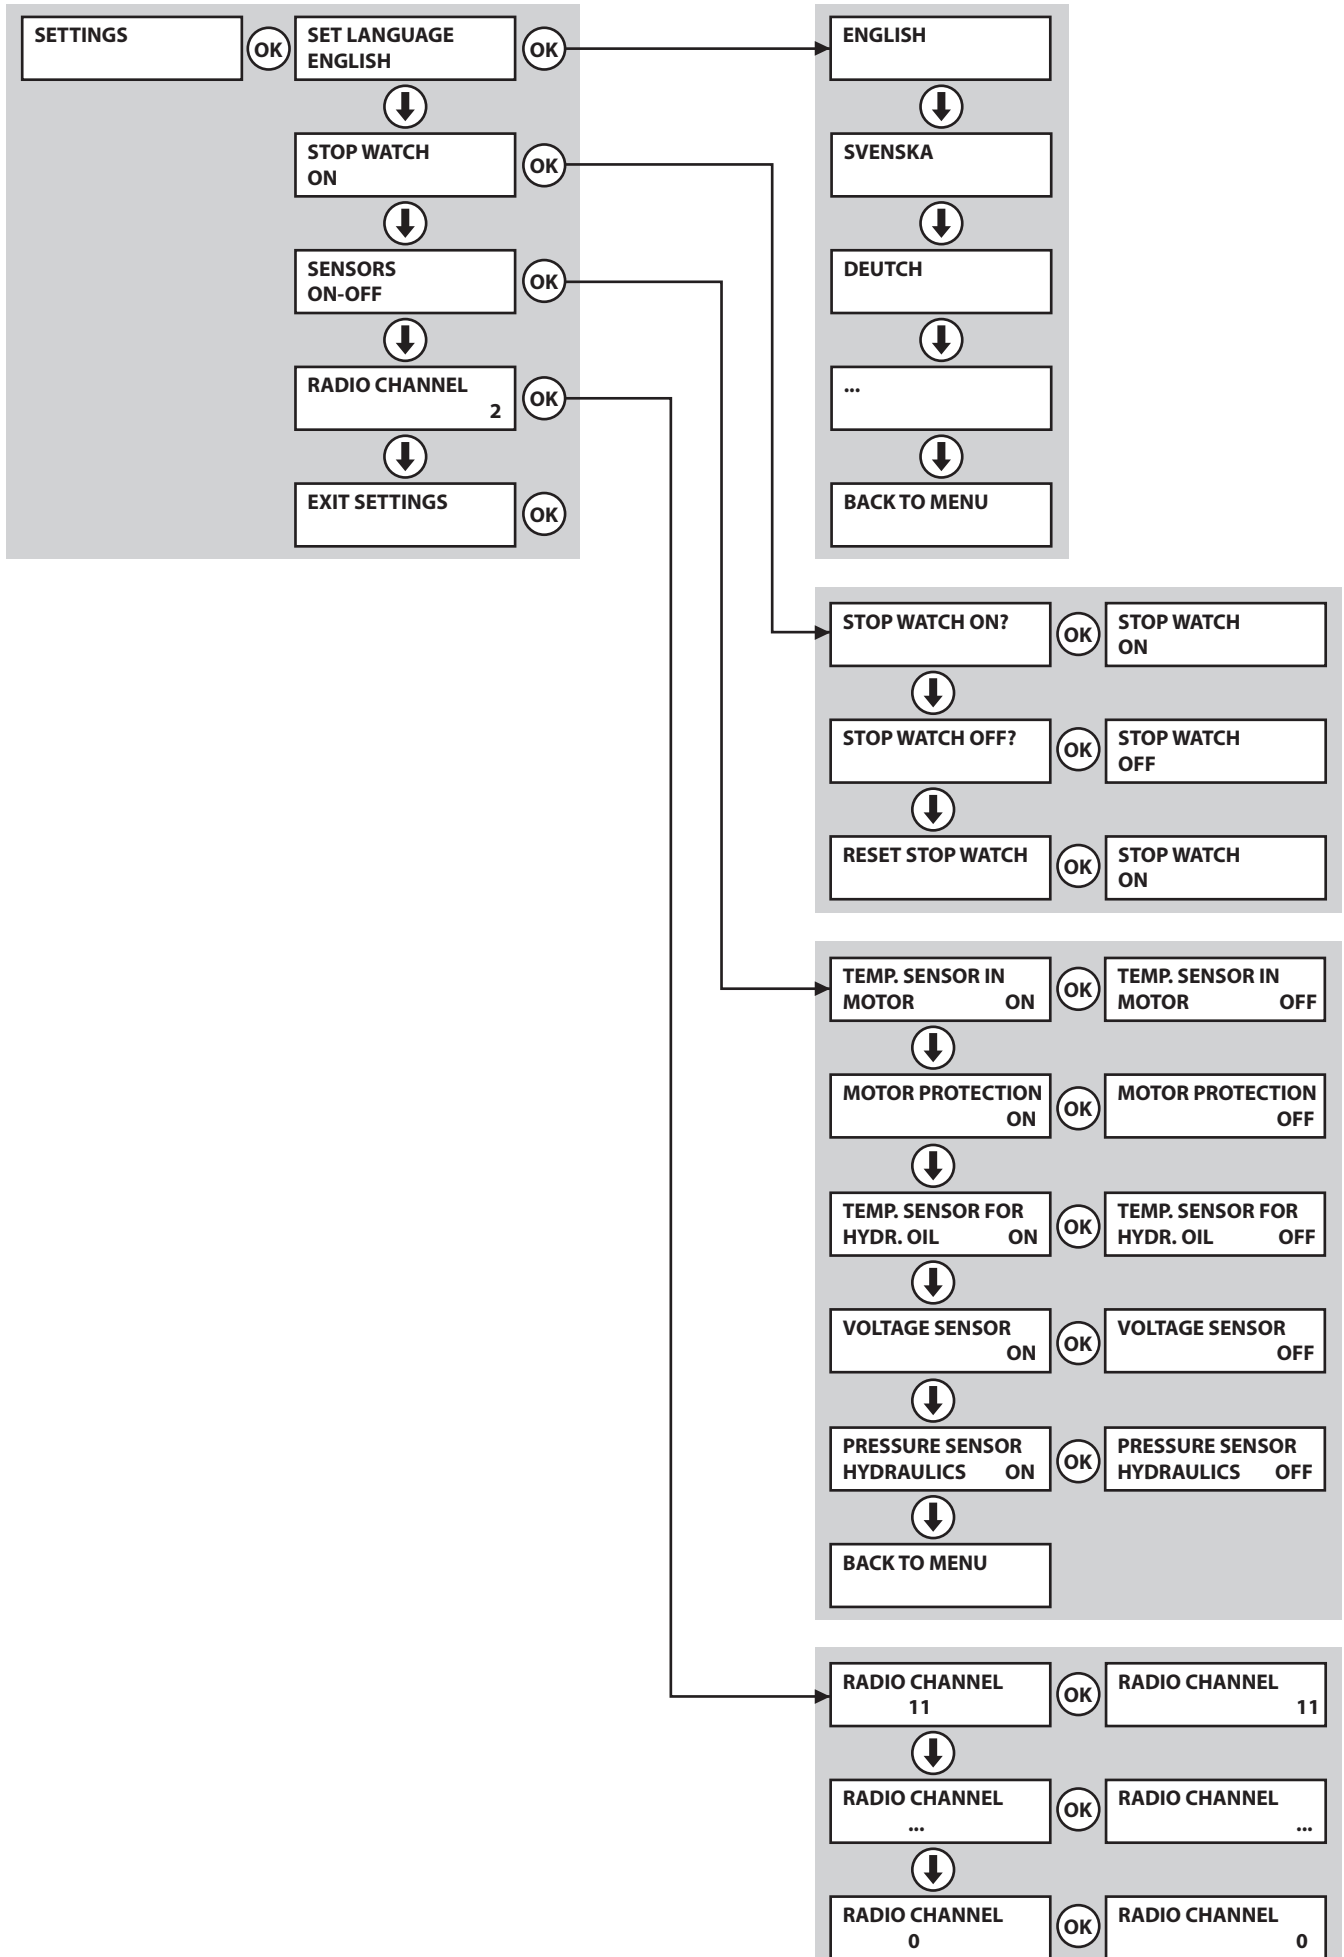 SETTINGS
OK
SET LANGUAGE
ENGLISH
OK
STOP WATCH
ON
OK
SENSORS
ON-OFF
OK
RADIO CHANNEL
2
OK
EXIT SETTINGS
OK
ENGLISH
SVENSKA
DEUTCH
...
BACK TO MENU
STOP WATCH ON?
OK
STOP WATCH
ON
STOP WATCH OFF?
OK
STOP WATCH
OFF
RESET STOP WATCH
OK
STOP WATCH
ON
TEMP. SENSOR IN
MOTOR ON
OK
TEMP. SENSOR IN
MOTOR OFF
MOTOR PROTECTION
ON
OK
MOTOR PROTECTION
OFF
TEMP. SENSOR FOR
HYDR. OIL ON
OK
TEMP. SENSOR FOR
HYDR. OIL OFF
VOLTAGE SENSOR
ON
OK
VOLTAGE SENSOR
OFF
PRESSURE SENSOR
HYDRAULICS ON
OK
PRESSURE SENSOR
HYDRAULICS OFF
BACK TO MENU
RADIO CHANNEL
11
OK
RADIO CHANNEL
11
RADIO CHANNEL
...
OK
RADIO CHANNEL
...
RADIO CHANNEL
0
OK
RADIO CHANNEL
0